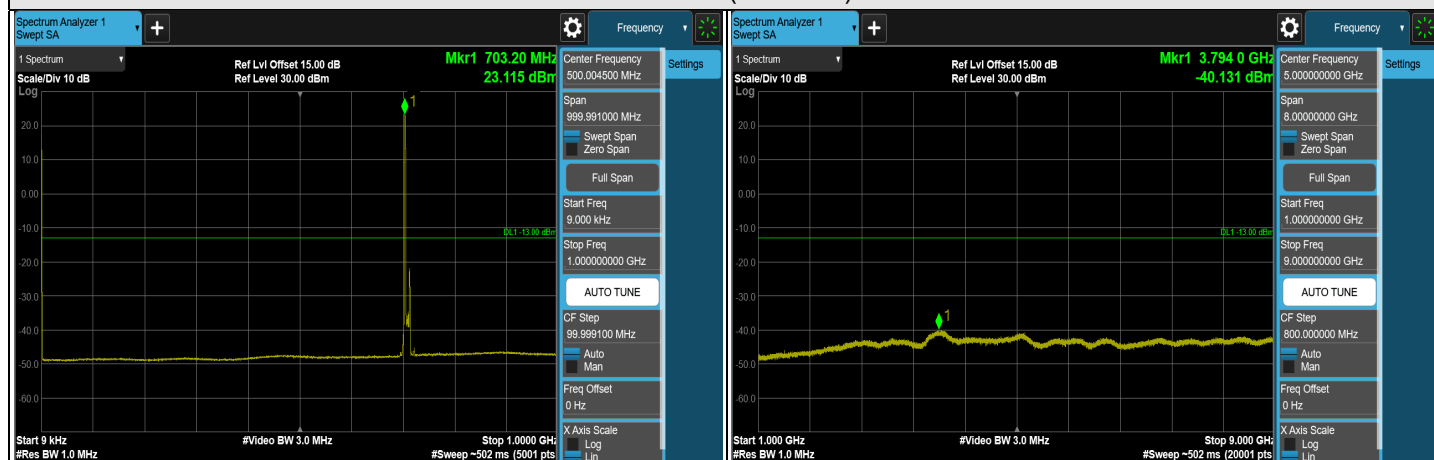 Spectrum Analyzer 1
Swept SA
+
Frequency
1 Spectrum
Scale/Div 10 dB
Ref Lvl Offset 15.00 dB
Ref Level 30.00 dBm
Mkr1 703.20 MHz
23.115 dBm
Log
1
20.0
10.0
0.00
-10.0
DL1 -13.00 dBm
-20.0
-30.0
-40.0
-50.0
-60.0
Start 9 kHz
#Res BW 1.0 MHz
#Video BW 3.0 MHz
Stop 1.0000 GHz
#Sweep ~502 ms (5001 pts
Center Frequency
500.004500 MHz
Settings
Span
999.991000 MHz
Swept Span
Zero Span
Full Span
Start Freq
9.000 kHz
Stop Freq
1.000000000 GHz
AUTO TUNE
CF Step
99.999100 MHz
Auto
Man
Freq Offset
0 Hz
X Axis Scale
Log
Lin
Spectrum Analyzer 1
Swept SA
+
Frequency
1 Spectrum
Scale/Div 10 dB
Ref Lvl Offset 15.00 dB
Ref Level 30.00 dBm
Mkr1 3.794 0 GHz
-40.131 dBm
Log
20.0
10.0
0.00
-10.0
DL1 -13.00 dBm
-20.0
-30.0
1
-40.0
-50.0
-60.0
Start 1.000 GHz
#Res BW 1.0 MHz
#Video BW 3.0 MHz
Stop 9.000 GHz
#Sweep ~502 ms (20001 pts
Center Frequency
5.000000000 GHz
Settings
Span
8.00000000 GHz
Swept Span
Zero Span
Full Span
Start Freq
1.000000000 GHz
Stop Freq
9.000000000 GHz
AUTO TUNE
CF Step
800.000000 MHz
Auto
Man
Freq Offset
0 Hz
X Axis Scale
Log
Lin